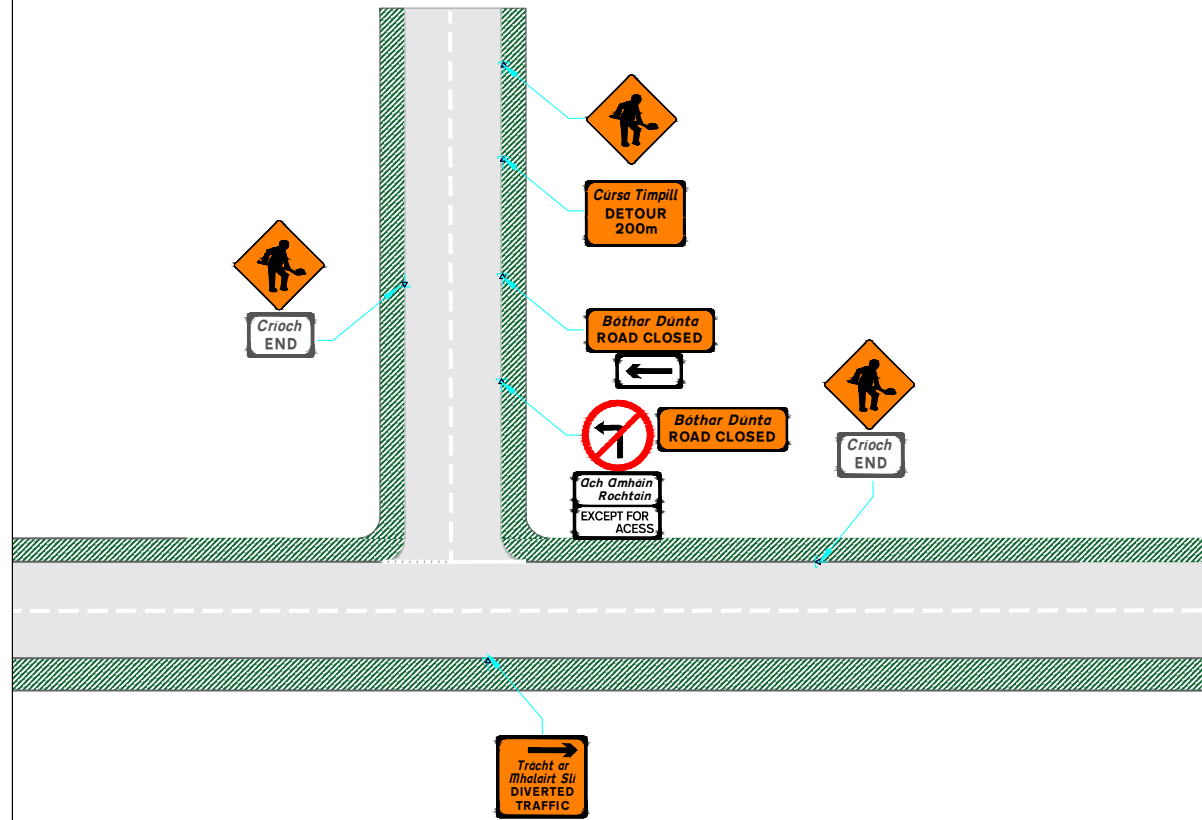 Cúrsa Timpill
DETOUR
200m
Críoch
END
Bóthar Dúnta
ROAD CLOSED
Bóthar Dúnta
ROAD CLOSED
Ach Amháin
Rochtain
EXCEPT FOR
ACESS
Críoch
END
Trácht ar
Mhalairt Slí
DIVERTED
TRAFFIC